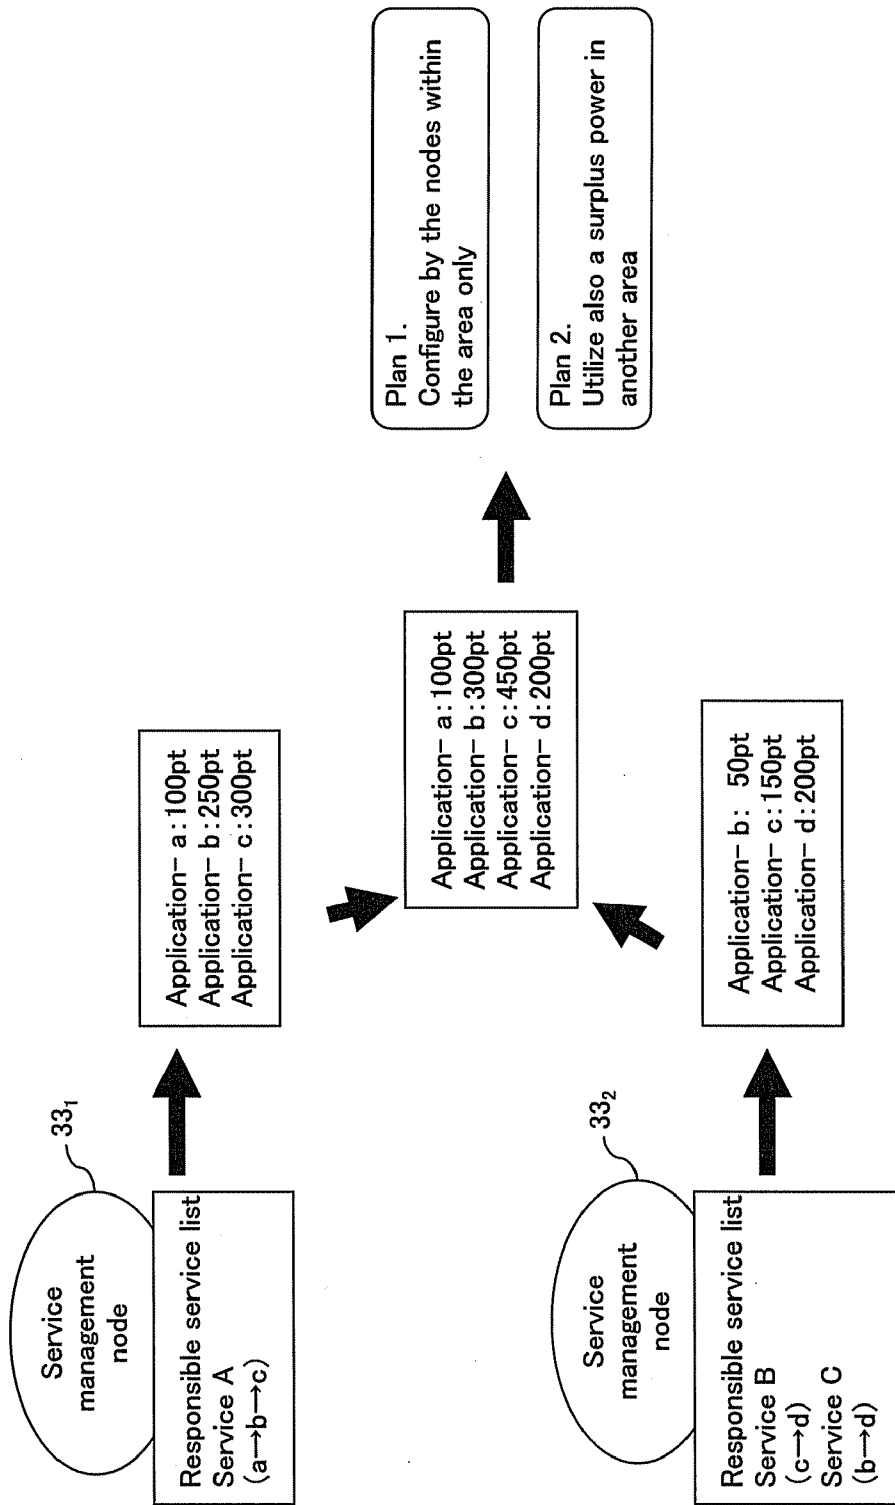 Service
management
node
33₁
Responsible service list
Service A
(a→b→c)
Application- a:100pt
Application- b:250pt
Application- c:300pt
Service
management
node
33₂
Responsible service list
Service B
(c→d)
Service C
(b→d)
Application- b: 50pt
Application- c:150pt
Application- d:200pt
Application- a:100pt
Application- b:300pt
Application- c:450pt
Application- d:200pt
Plan 1.
Configure by the nodes within
the area only
Plan 2.
Utilize also a surplus power in
another area